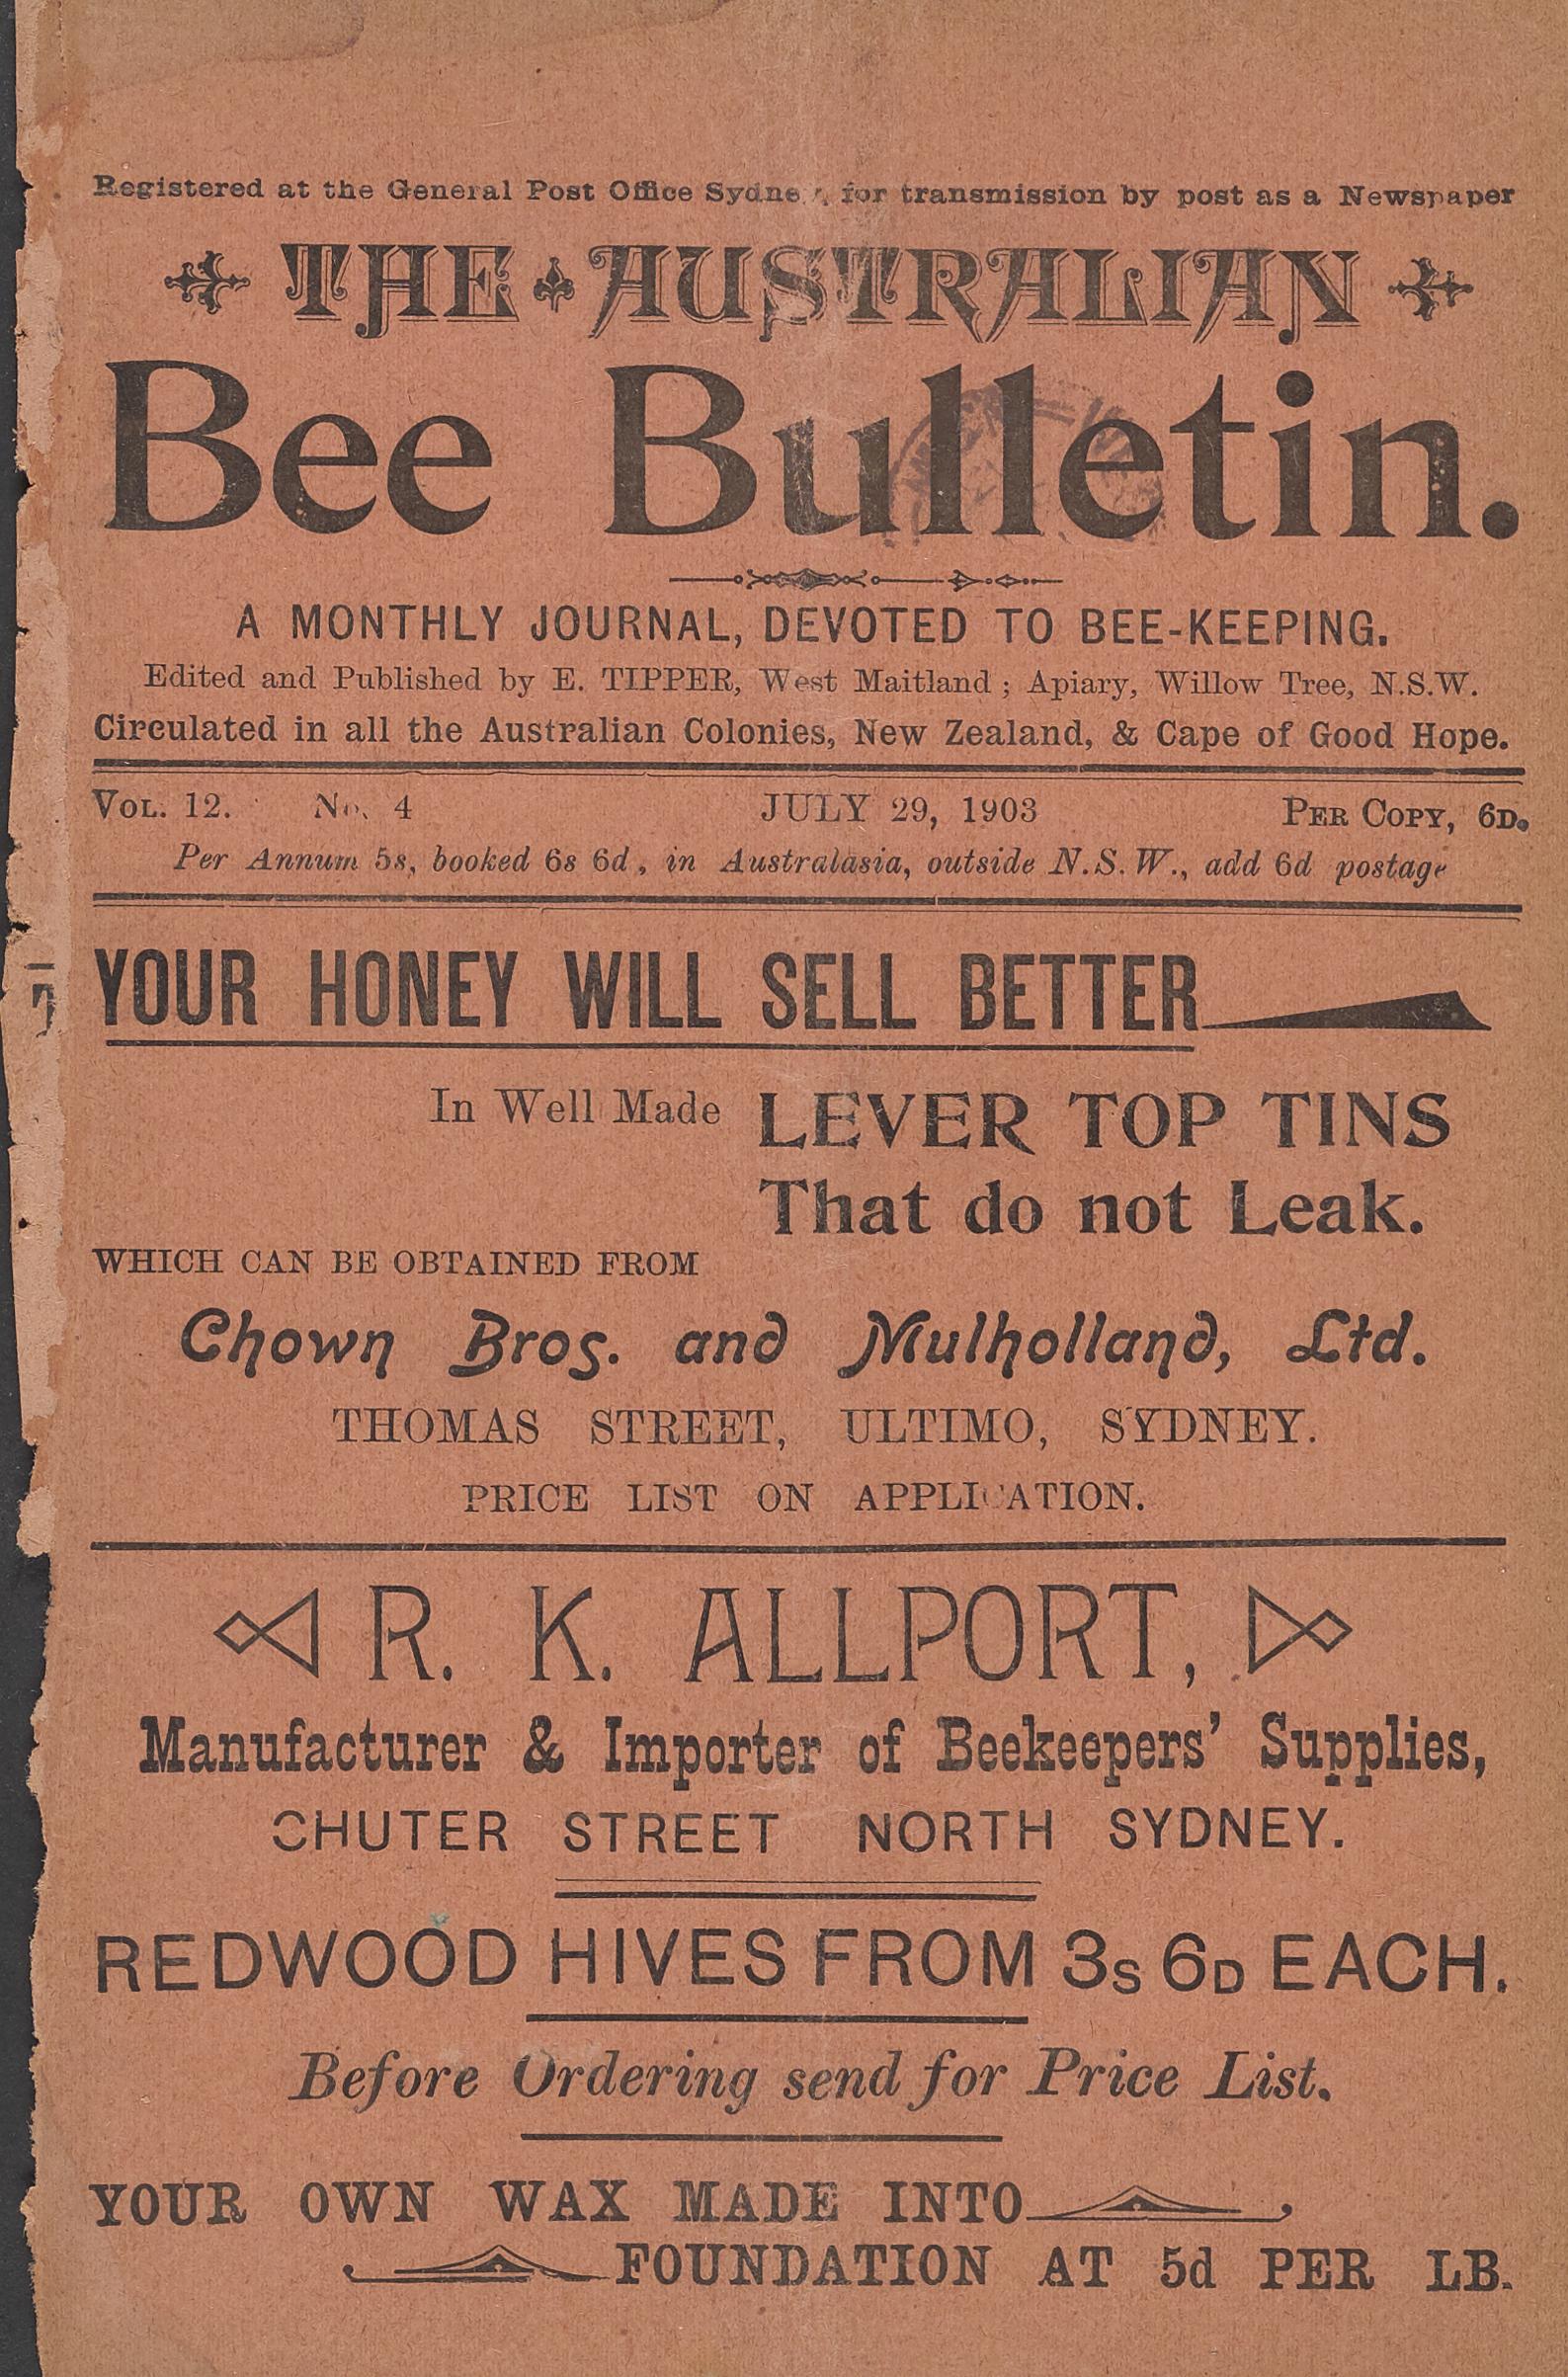 Registered at the General Post Office Sydney, for transmission by post as a Newspaper
THE AUSTRALIAN
Bee Bulletin.
A MONTHLY JOURNAL, DEVOTED TO BEE-KEEPING.
Edited and Published by E. TIPPER, West Maitland; Apiary, Willow Tree, N.S.W.
Circulated in all the Australian Colonies, New Zealand, & Cape of Good Hope.
VOL. 12. No. 4 JULY 29, 1903 PER COPY, 6D.
Per Annum 5s, booked 6s 6d, in Australasia, outside N.S.W., add 6d postage
YOUR HONEY WILL SELL BETTER
In Well Made LEVER TOP TINS
That do not Leak.
WHICH CAN BE OBTAINED FROM
Chown Bros. and Mulholland, Ltd.
THOMAS STREET, ULTIMO, SYDNEY.
PRICE LIST ON APPLICATION.
R. K. ALLPORT,
Manufacturer & Importer of Beekeepers' Supplies,
CHUTER STREET NORTH SYDNEY.
REDWOOD HIVES FROM 3S 6D EACH.
Before Ordering send for Price List.
YOUR OWN WAX MADE INTO
FOUNDATION AT 5d PER LB.